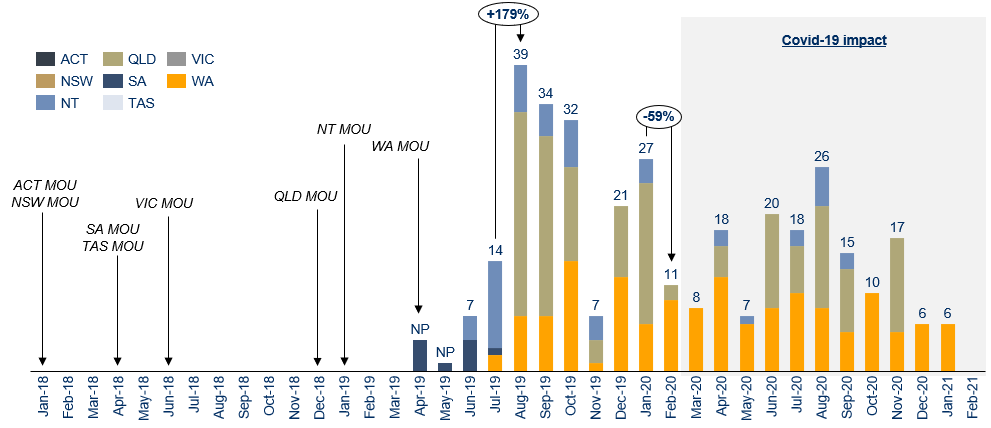 +179%
Covid-19 impact
ACT
QLD
VIC
NSW
SA
WA
NT
TAS
39
34
32
-59%
NT MOU
WA MOU
27
26
ACT MOU
NSW MOU
VIC MOU
QLD MOU
21
20
SA MOU
TAS MOU
14
18
18
17
15
11
10
NP
NP
7
7
8
7
6
6
Jan-18
Feb-18
Mar-18
Apr-18
May-18
Jun-18
Jul-18
Aug-18
Sep-18
Oct-18
Nov-18
Dec-18
Jan-19
Feb-19
Mar-19
Apr-19
May-19
Jun-19
Jul-19
Aug-19
Sep-19
Oct-19
Nov-19
Dec-19
Jan-20
Feb-20
Mar-20
Apr-20
May-20
Jun-20
Jul-20
Aug-20
Sep-20
Oct-20
Nov-20
Dec-20
Jan-21
Feb-21